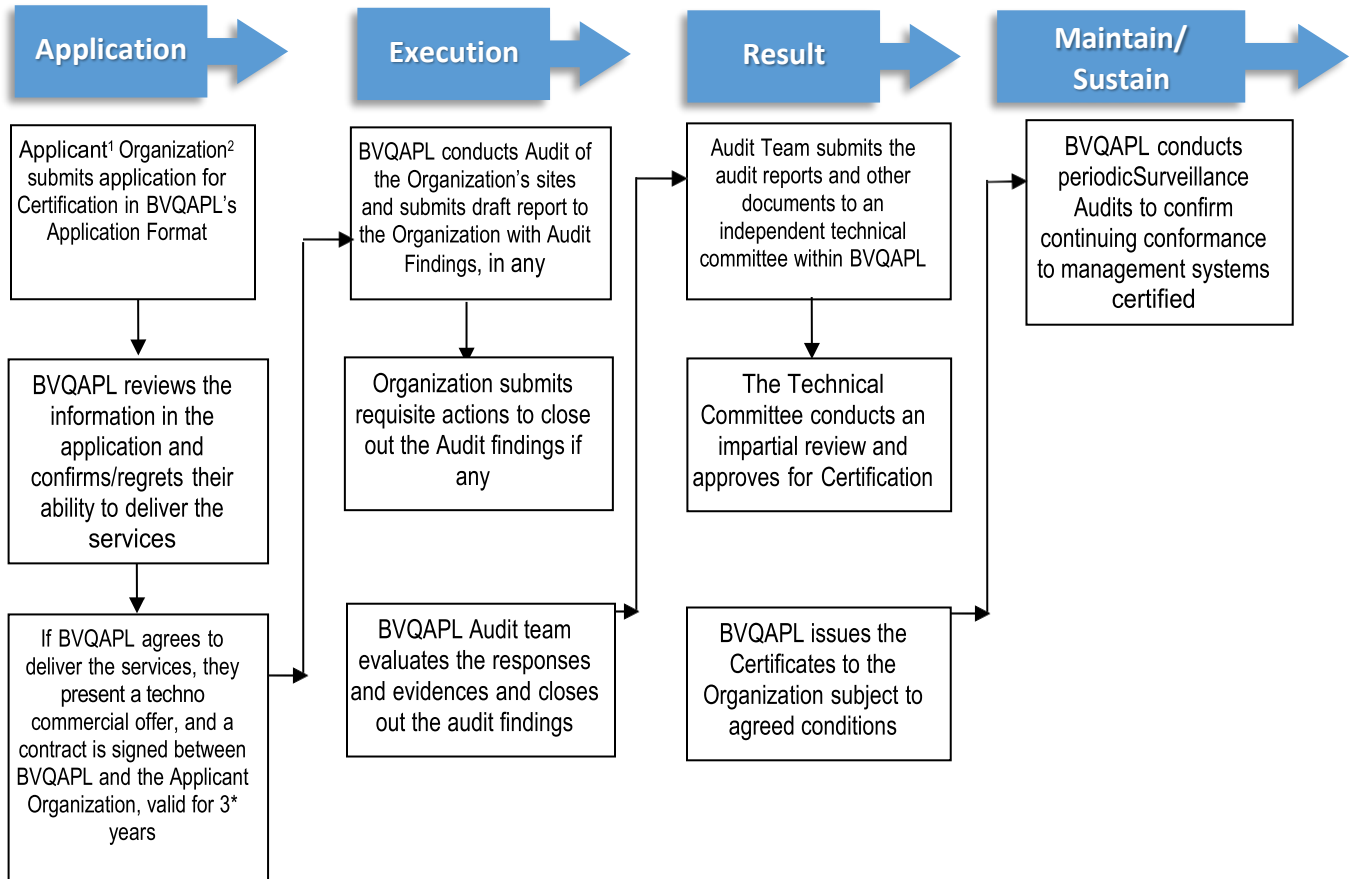 Application
Applicant¹ Organization²
submits application for
Certification in BVQAPL's
Application Format
BVQAPL reviews the
information in the
application and
confirms/regrets their
ability to deliver the
services
If BVQAPL agrees to
deliver the services, they
present a techno
commercial offer, and a
contract is signed between
BVQAPL and the Applicant
Organization, valid for 3*
years
Execution
BVQAPL conducts Audit of
the Organization's sites
and submits draft report to
the Organization with Audit
Findings, in any
Organization submits
requisite actions to close
out the Audit findings if
any
BVQAPL Audit team
evaluates the responses
and evidences and closes
out the audit findings
Result
Audit Team submits the
audit reports and other
documents to an
independent technical
committee within BVQAPL
The Technical
Committee conducts an
impartial review and
approves for Certification
BVQAPL issues the
Certificates to the
Organization subject to
agreed conditions
Maintain/
Sustain
BVQAPL conducts
periodicSurveillance
Audits to confirm
continuing conformance
to management systems
certified